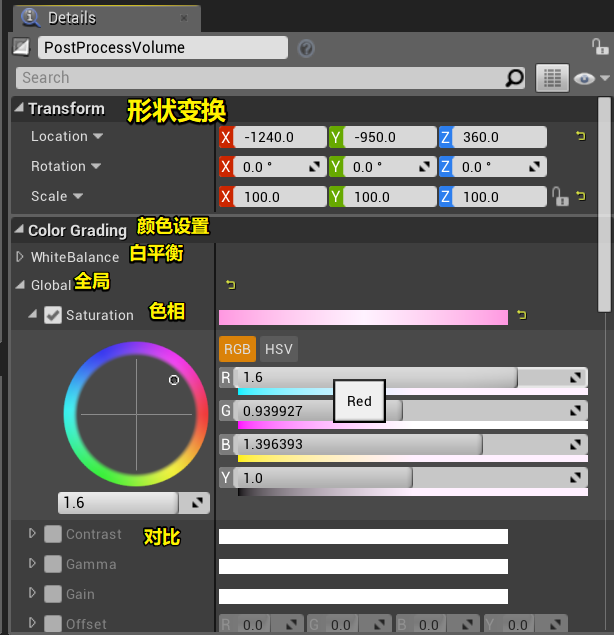 Details
PostProcessVolume
Search
Transform 形状变换
Location X -1240.0 Y -950.0 Z 360.0
Rotation X 0.0 ° Y 0.0 ° Z 0.0 °
Scale X 100.0 Y 100.0 Z 100.0
Color Grading 颜色设置
WhiteBalance 白平衡
Global 全局
Saturation 色相
RGB HSV
R 1.6
Red
G 0.939927
B 1.396393
Y 1.0
1.6
Contrast 对比
Gamma
Gain
Offset R 0.0 G 0.0 B 0.0 Y 0.0